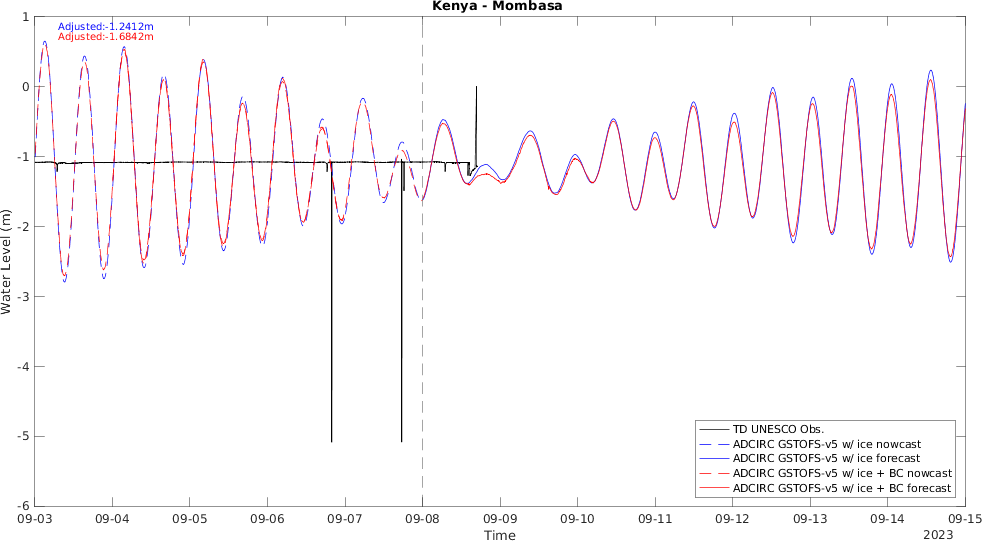 Kenya - Mombasa
Adjusted:-1.2412m
Adjusted:-1.6842m
1
0
-1
-2
-3
-4
-5
-6
Water Level (m)
TD UNESCO Obs.
ADCIRC GSTOFS-v5 w/ ice nowcast
ADCIRC GSTOFS-v5 w/ ice forecast
ADCIRC GSTOFS-v5 w/ ice + BC nowcast
ADCIRC GSTOFS-v5 w/ ice + BC forecast
09-03 09-04 09-05 09-06 09-07 09-08 09-09 09-10 09-11 09-12 09-13 09-14 09-15
Time
2023